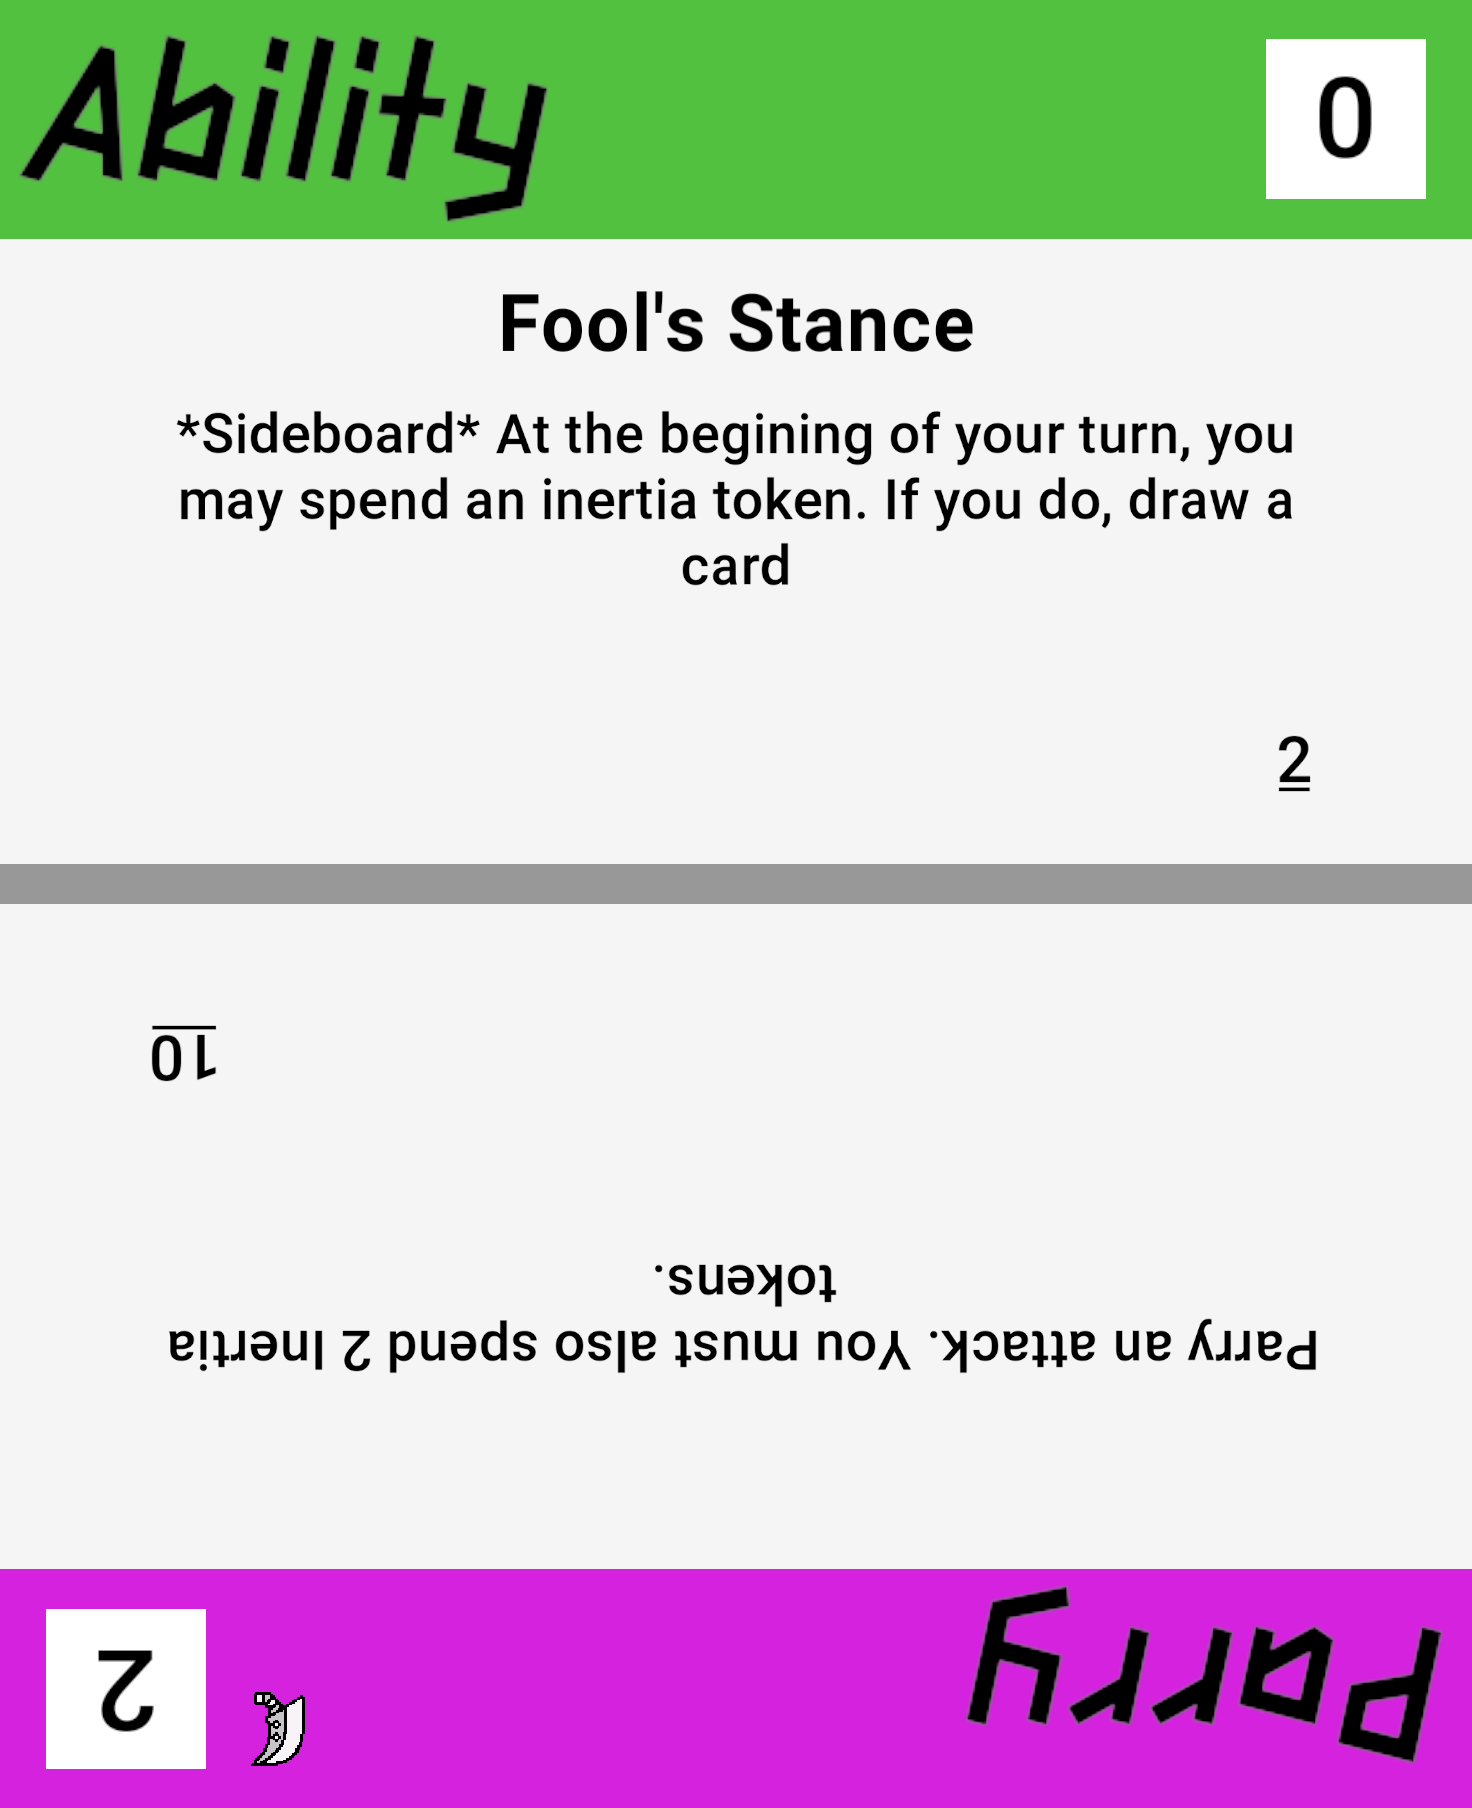 Ability
0
Fool's Stance
*Sideboard* At the begining of your turn, you
may spend an inertia token. If you do, draw a
card
2
Parry
2
Parry an attack. You must also spend 2 Inertia
tokens.
10